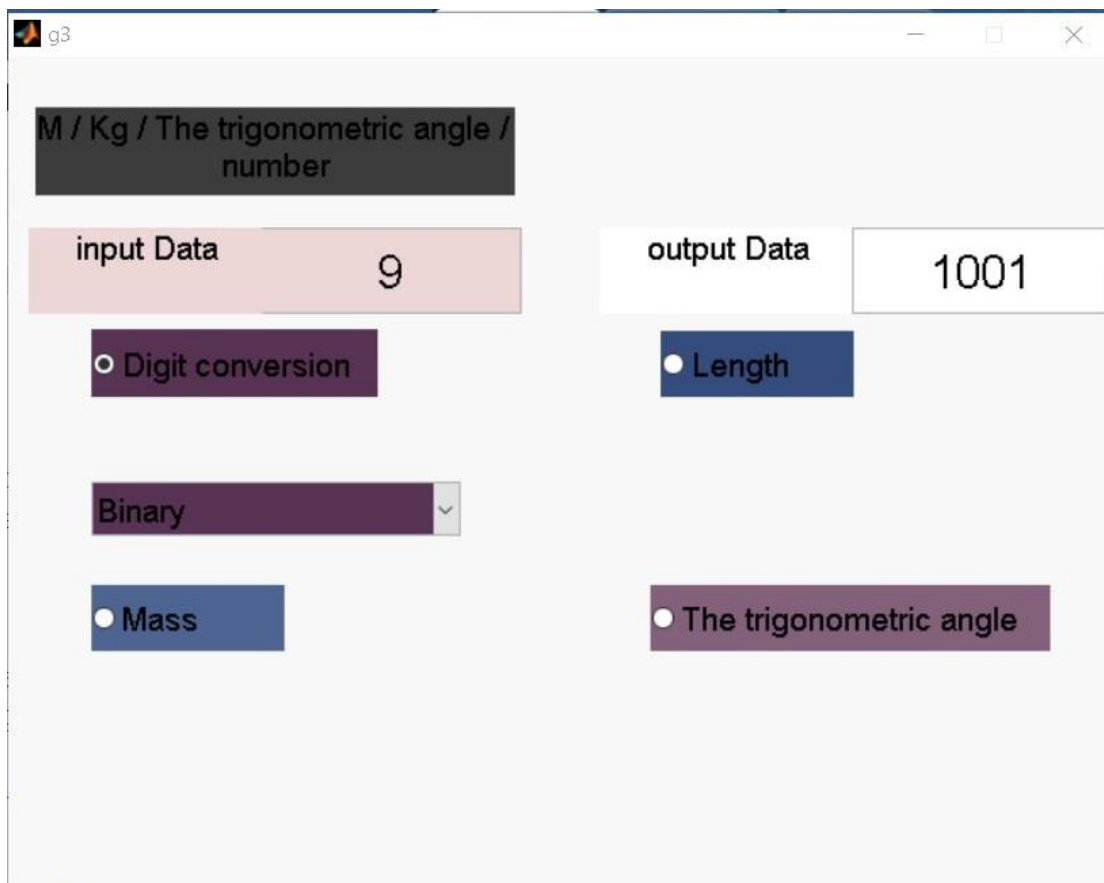 g3
M / Kg / The trigonometric angle /
number
input Data
9
output Data
1001
Digit conversion
Length
Binary
Mass
The trigonometric angle